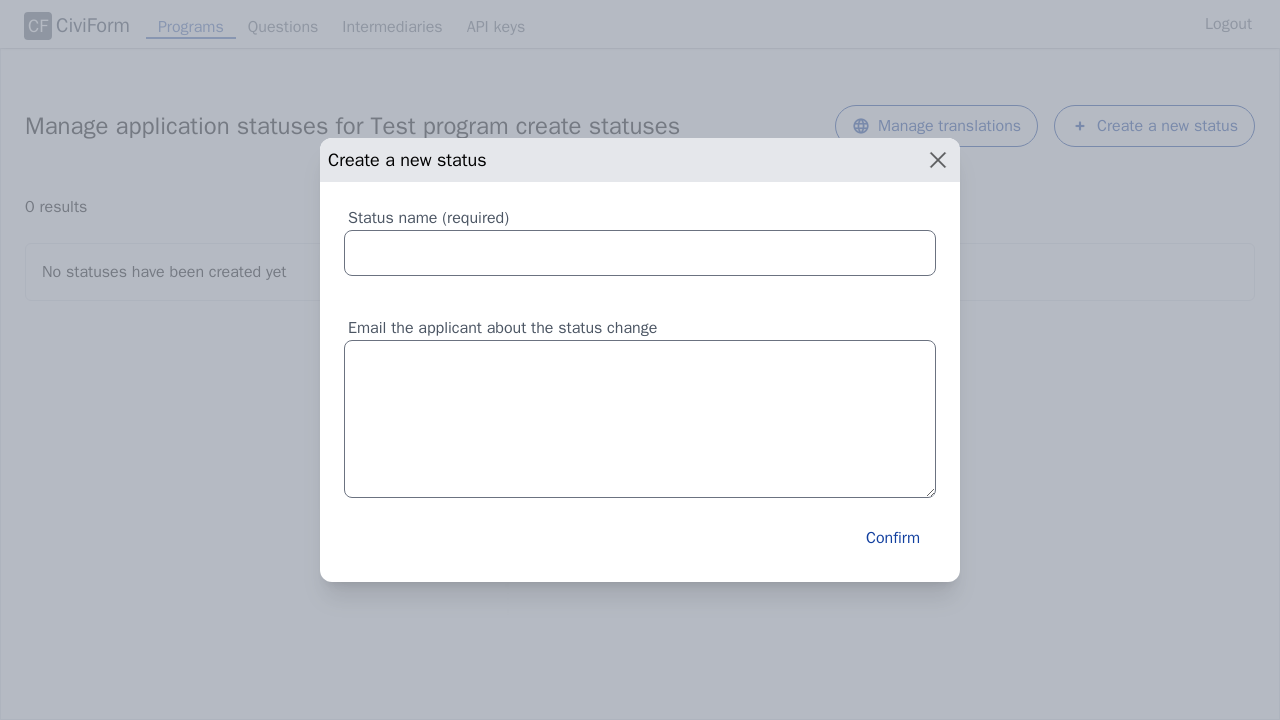 CF CiviForm Programs Questions Intermediaries API keys Logout
Manage application statuses for Test program create statuses
Manage translations
Create a new status
Create a new status
0 results
Status name (required)
No statuses have been created yet
Email the applicant about the status change
Confirm